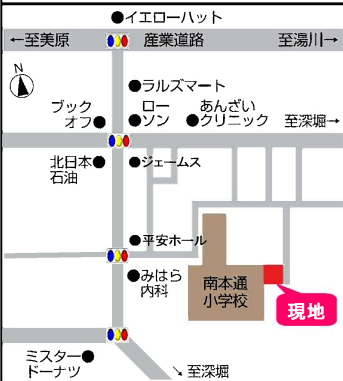 イエローハット
←至美原
産業道路
至湯川→
N
ラルズマート
ブック
オフ
ロー
ソン
あんざい
クリニック
至深堀→
北日本
石油
ジェームス
平安ホール
みはら
内科
南本通
小学校
現地
ミスター
ドーナツ
↘至深堀